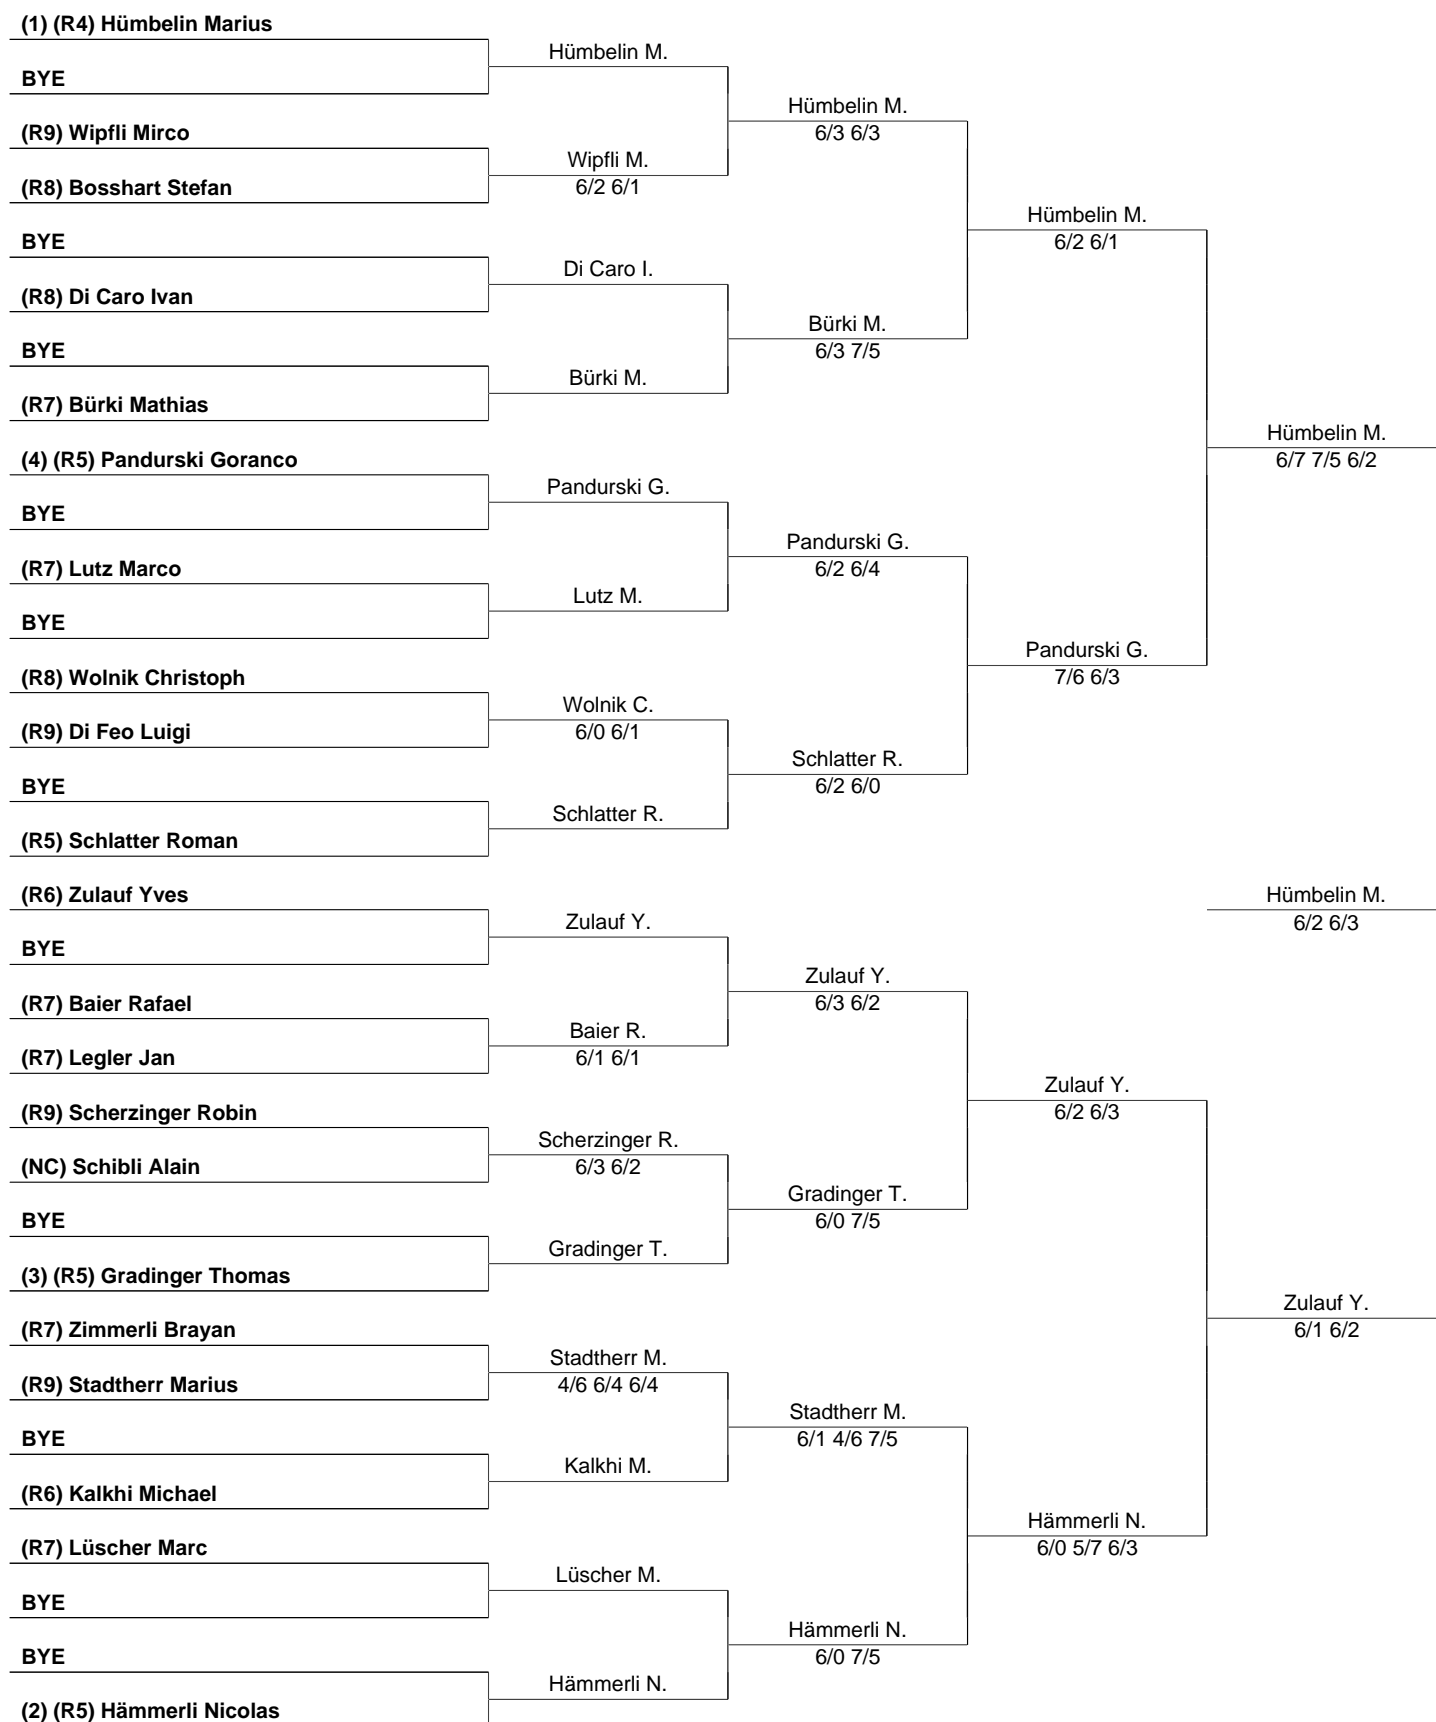 (1) (R4) Hümbelin Marius
Hümbelin M.
BYE
Hümbelin M.
6/3 6/3
(R9) Wipfli Mirco
Wipfli M.
6/2 6/1
(R8) Bosshart Stefan
Hümbelin M.
6/2 6/1
BYE
Di Caro I.
(R8) Di Caro Ivan
Bürki M.
6/3 7/5
BYE
Bürki M.
(R7) Bürki Mathias
Hümbelin M.
6/7 7/5 6/2
(4) (R5) Pandurski Goranco
Pandurski G.
BYE
Pandurski G.
6/2 6/4
(R7) Lutz Marco
Lutz M.
BYE
Pandurski G.
7/6 6/3
(R8) Wolnik Christoph
Wolnik C.
6/0 6/1
(R9) Di Feo Luigi
Schlatter R.
6/2 6/0
BYE
Schlatter R.
(R5) Schlatter Roman
(R6) Zulauf Yves
Hümbelin M.
6/2 6/3
Zulauf Y.
BYE
Zulauf Y.
6/3 6/2
(R7) Baier Rafael
Baier R.
6/1 6/1
(R7) Legler Jan
Zulauf Y.
6/2 6/3
(R9) Scherzinger Robin
Scherzinger R.
6/3 6/2
(NC) Schibli Alain
Gradinger T.
6/0 7/5
BYE
Gradinger T.
(3) (R5) Gradinger Thomas
Zulauf Y.
6/1 6/2
(R7) Zimmerli Brayan
Stadtherr M.
4/6 6/4 6/4
(R9) Stadtherr Marius
Stadtherr M.
6/1 4/6 7/5
BYE
Kalkhi M.
(R6) Kalkhi Michael
Hämmerli N.
6/0 5/7 6/3
(R7) Lüscher Marc
Lüscher M.
BYE
Hämmerli N.
6/0 7/5
BYE
Hämmerli N.
(2) (R5) Hämmerli Nicolas